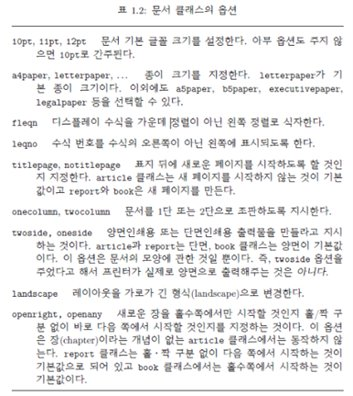 표 1.2: 문서 클래스의 옵션
10pt, 11pt, 12pt 문서 기본 글꼴 크기를 설정한다. 아무 옵션도 주지 않
으면 10pt로 간주된다.
a4paper, letterpaper, ... 종이 크기를 지정한다. letterpaper가 기
본 종이 크기이다. 이외에도 a5paper, b5paper, executivepaper,
legalpaper 등을 선택할 수 있다.
fleqn 디스플레이 수식을 가운데 정렬이 아닌 왼쪽 정렬로 식자한다.
leqno 수식 번호를 수식의 오른쪽이 아닌 왼쪽에 표시되도록 한다.
titlepage, notitlepage 표지 뒤에 새로운 페이지를 시작하도록 할 것인
지 지정한다. article 클래스는 새 페이지를 시작하지 않는 것이 기본
값이고 report와 book은 새 페이지를 만든다.
onecolumn, twocolumn 문서를 1단 또는 2단으로 조판하도록 지시한다.
twoside, oneside 양면인쇄용 또는 단면인쇄용 출력물을 만들라고 지시
하는 것이다. article과 report는 단면, book 클래스는 양면이 기본값
이다. 이 옵션은 문서의 모양에 관한 것일 뿐이다. 즉, twoside 옵션을
주었다고 해서 프린터가 실제로 양면으로 출력해주는 것은 아니다.
landscape 레이아웃을 가로가 긴 형식(landscape)으로 변경한다.
openright, openany 새로운 장을 홀수쪽에서만 시작할 것인지 홀/짝 구
분 없이 바로 다음 쪽에서 시작할 것인지를 지정하는 것이다. 이 옵션
은 장(chapter)이라는 개념이 없는 article 클래스에서는 동작하지 않
는다. report 클래스는 홀·짝 구분 없이 다음 쪽에서 시작하는 것이
기본값으로 되어 있고 book 클래스에서는 홀수쪽에서 시작하는 것이
기본값이다.